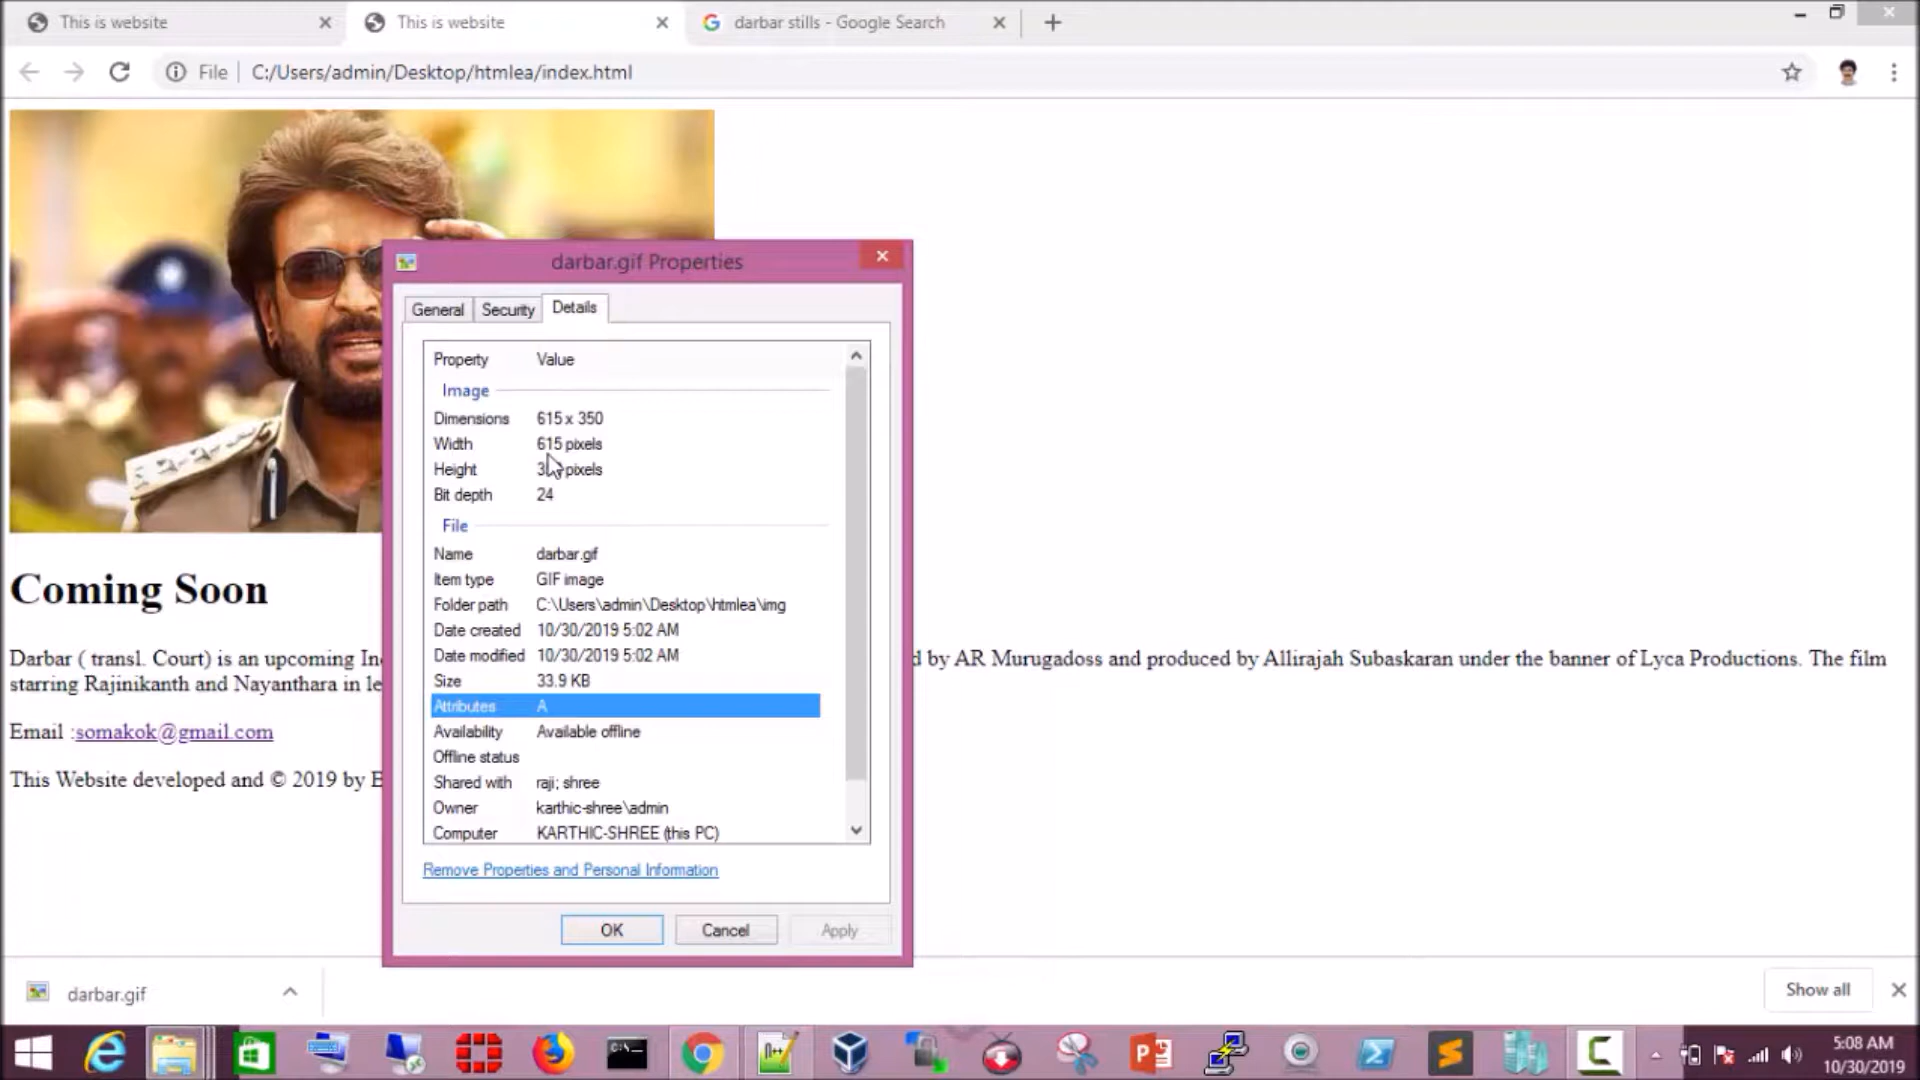 This is website
This is website
darbar stills - Google Search
File
C:/Users/admin/Desktop/htmlea/index.html
darbar.gif Properties
General
Security
Details
Property Value
Image
Dimensions 615 x 350
Width 615 pixels
Height pixels
Bit depth 24
File
Name darbar.gif
Item type GIF image
Folder path C:\Users\admin\Desktop\htmlea\img
Date created 10/30/2019 5:02 AM
Date modified 10/30/2019 5:02 AM
Size 33.9 KB
Attributes A
Availability Available offline
Offline status
Shared with raji; shree
Owner karthic-shree\admin
Computer KARTHIC-SHREE (this PC)
Remove Properties and Personal Information
OK
Cancel
Apply
Coming Soon
Darbar ( transl. Court) is an upcoming
d by AR Murugadoss and produced by Allirajah Subaskaran under the banner of Lyca Productions. The film
starring Rajinikanth and Nayanthara in
Email :somakok@gmail.com
This Website developed and © 2019 by
darbar.gif
Show all
5:08 AM
10/30/2019